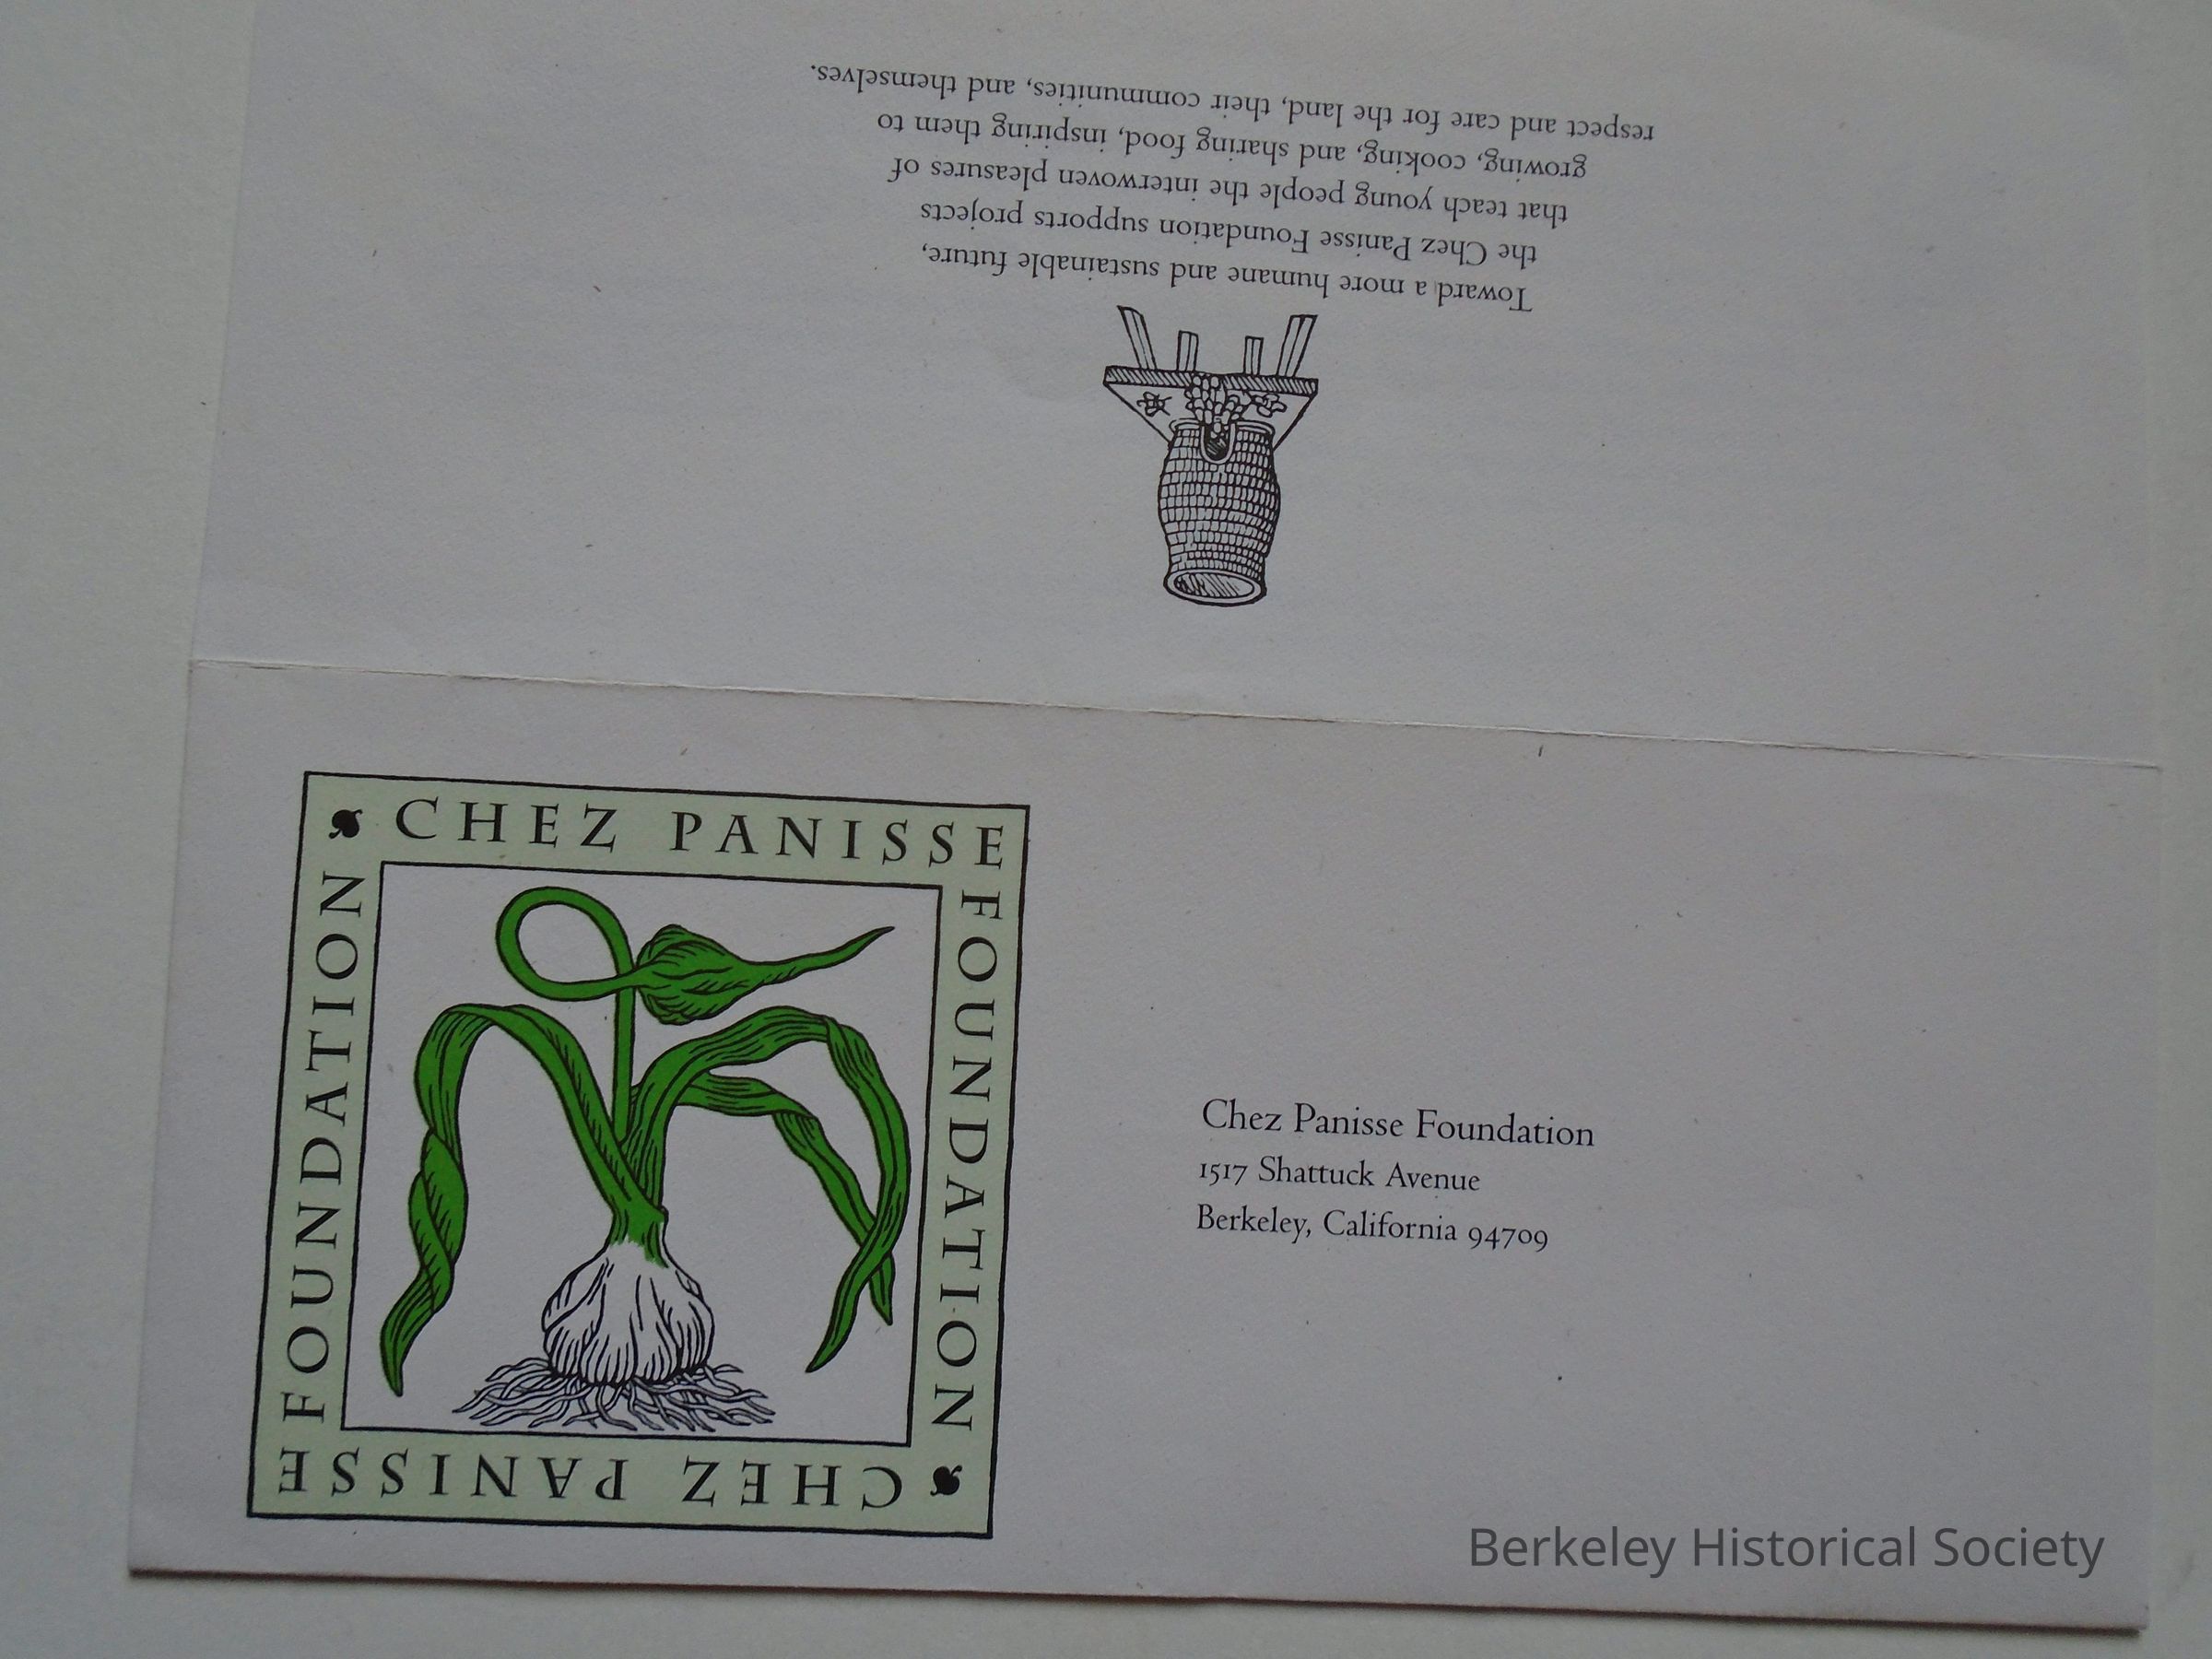 Toward a more humane and sustainable future,
the Chez Panisse Foundation supports projects
that teach young people the interwoven pleasures of
growing, cooking, and sharing food, inspiring them to
respect and care for the land, their communities, and themselves.
CHEZ PANISSE
FOUNDATION
CHEZ PANISSE
FOUNDATION
Chez Panisse Foundation
1517 Shattuck Avenue
Berkeley, California 94709
Berkeley Historical Society